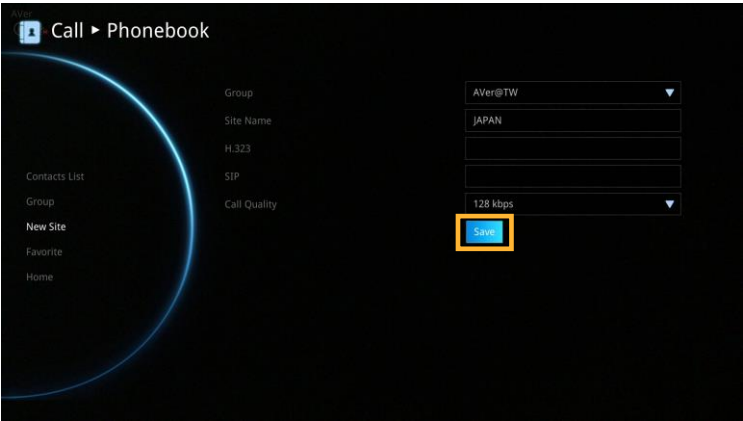 AVer
Call ▸ Phonebook
Group AVer@TW
Site Name JAPAN
H.323
SIP
Call Quality 128 kbps
Save
Contacts List
Group
New Site
Favorite
Home